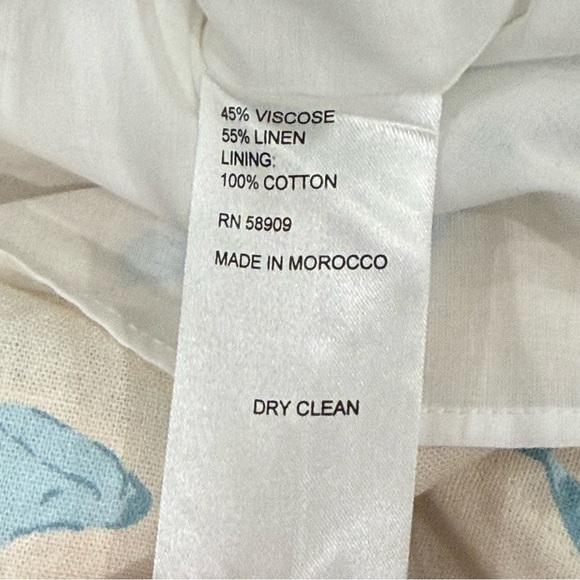 45% VISCOSE
55% LINEN
LINING:
100% COTTON
RN 58909
MADE IN MOROCCO
DRY CLEAN